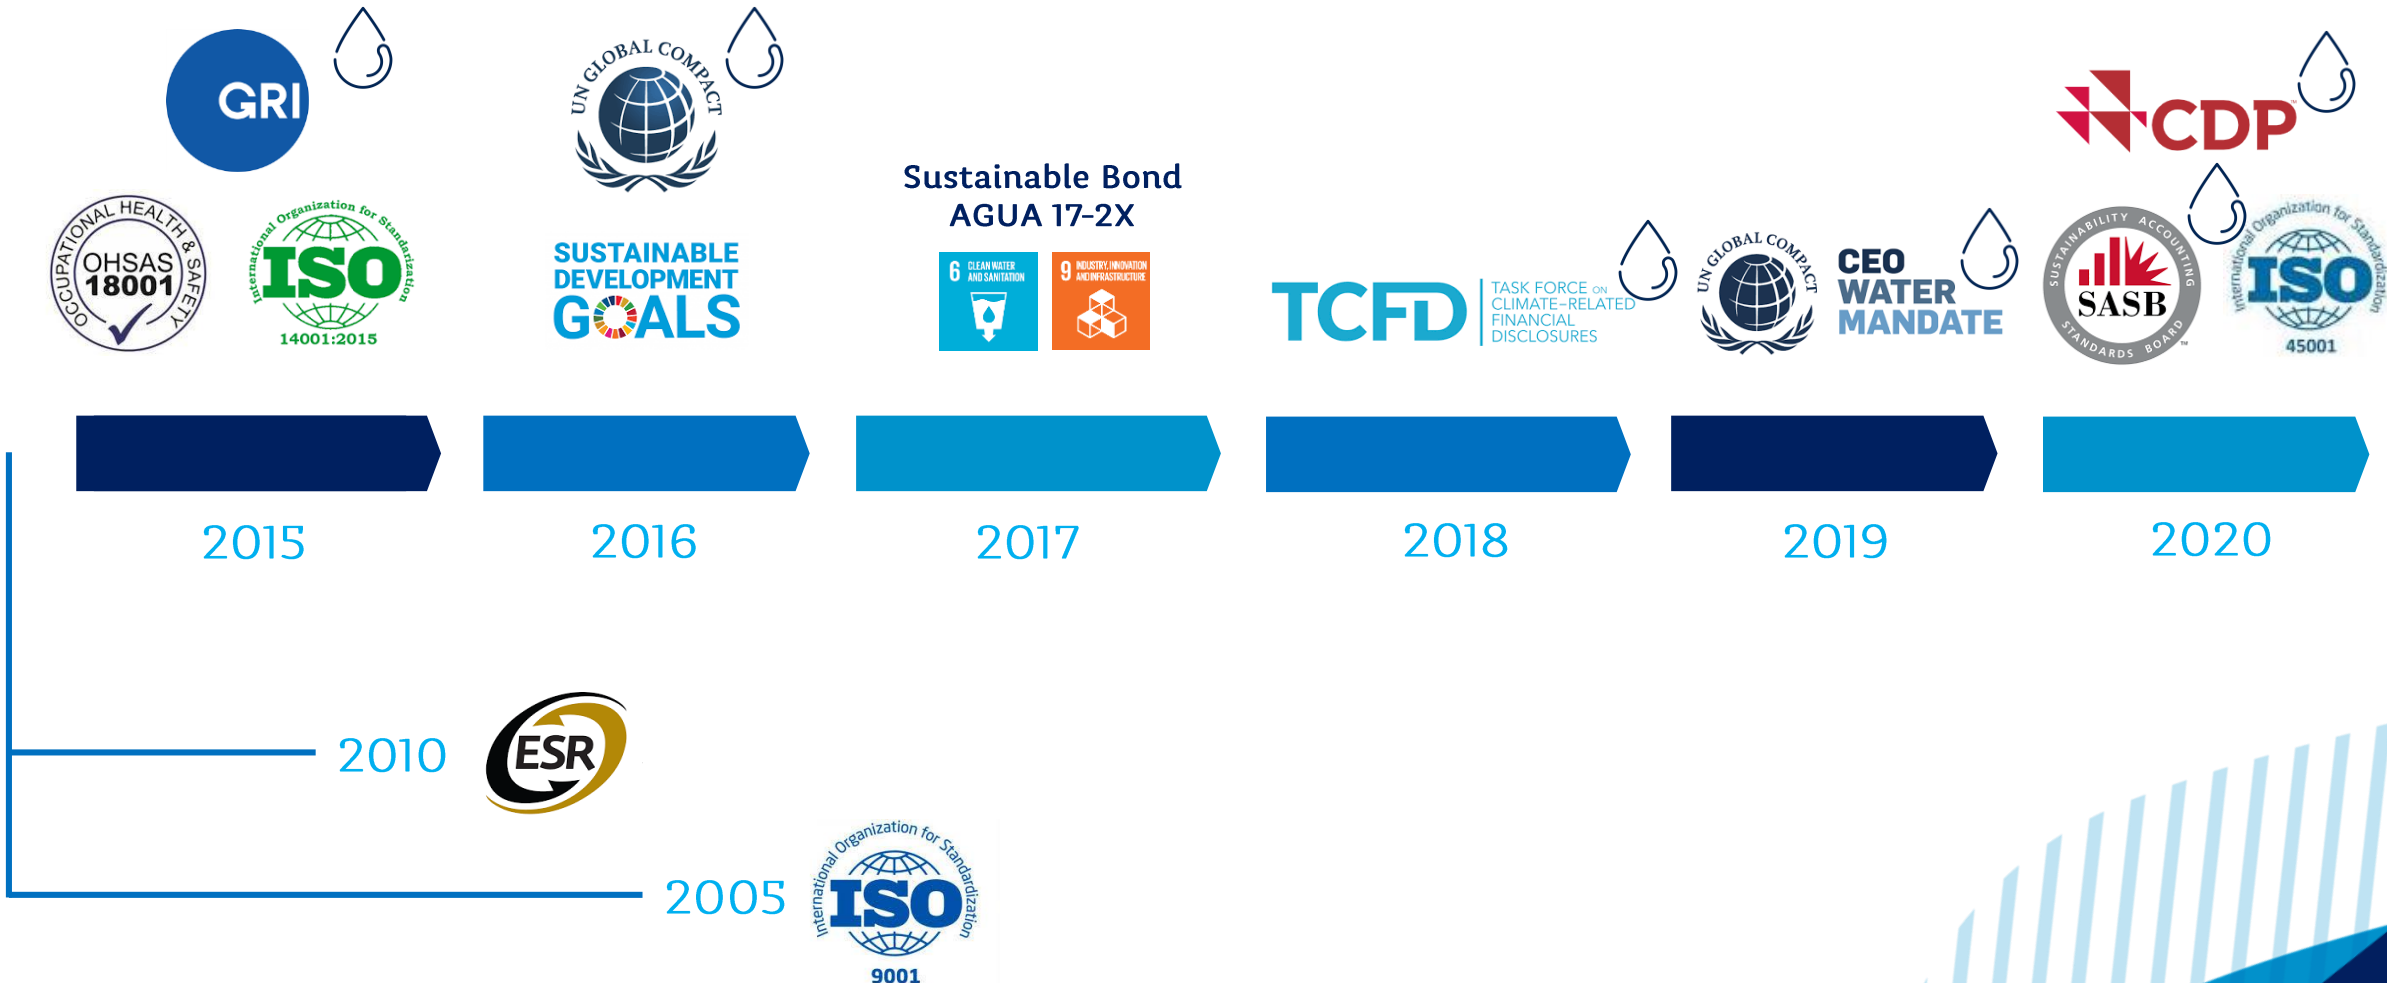 GRI
OCCUPATIONAL HEALTH & SAFETY
OHSAS
18001
International Organization for Standardization
ISO
14001:2015
UN GLOBAL COMPACT
SUSTAINABLE
DEVELOPMENT
GOALS
Sustainable Bond
AGUA 17-2X
6 CLEAN WATER
AND SANITATION
9 INDUSTRY, INNOVATION
AND INFRASTRUCTURE
TCFD
TASK FORCE ON
CLIMATE-RELATED
FINANCIAL
DISCLOSURES
UN GLOBAL COMPACT
CEO
WATER
MANDATE
CDP
SUSTAINABILITY ACCOUNTING
SASB
STANDARDS BOARD
TM
International Organization for Standardization
ISO
45001
2015
2016
2017
2018
2019
2020
2010
ESR
2005
International Organization for Standardization
ISO
9001